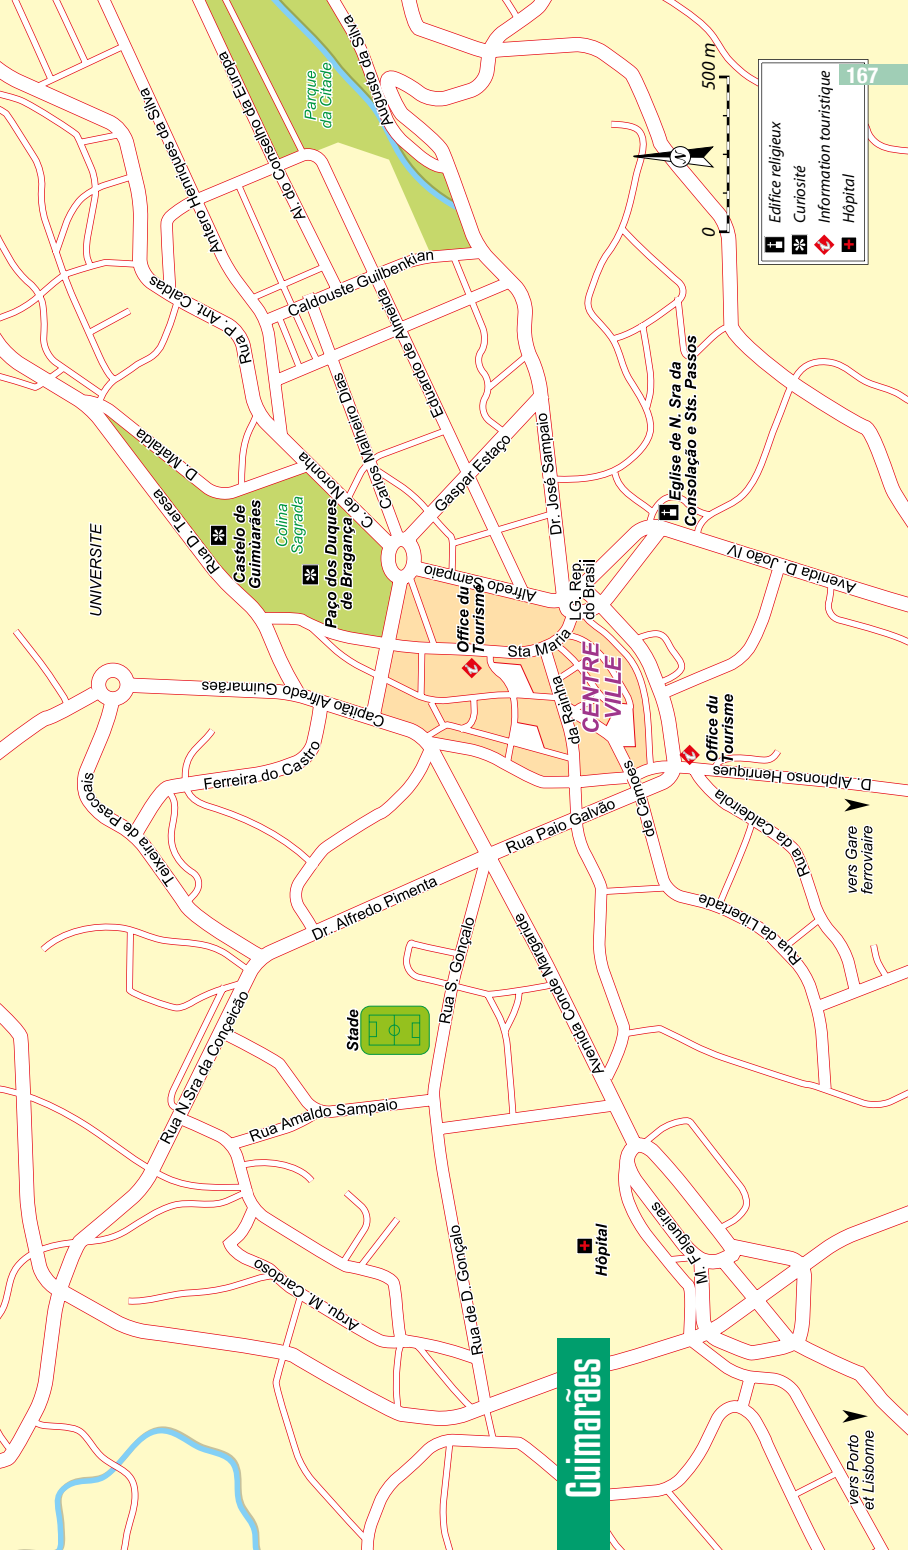 Guimarães
167
Edifice religieux
Curiosité
Information touristique
Hôpital
0
500 m
N
UNIVERSITE
Parque
da Citade
Augusto da Silva
Al. do Conselho da Europa
Antero Henriques da Silva
Caldouste Guilbenkian
Rua P. Ant. Caldas
Eduardo de Almeida
Carlos Malheiro Dias
C. de Noronha
Gaspar Estaço
Dr. José Sampaio
D. Mafalda
Rua D. Teresa
Castelo de
Guimarães
Colina
Sagrada
Paço dos Duques
de Bragança
Eglise de N. Sra da
Consolação e Sts. Passos
Avenida D. João IV
Alfredo Sampaio
LG. Rep.
do Brasil
Office du
Tourisme
Sta Maria
CENTRE
VILLE
da Rainha
Capitão Alfredo Guimarães
Ferreira do Castro
Teixeira de Pascoais
Office du
Tourisme
D. Alphonso Henriques
Rua da Caldeirola
vers Gare
ferroviaire
de Camoes
Rua Paio Galvão
Rua da Libertade
Dr. Alfredo Pimenta
Rua S. Gonçalo
Avenida Conde Margaride
Stade
Rua N.Sra da Conçeição
Rua Arnaldo Sampaio
Rua de D. Gonçalo
Arqu. M. Cardoso
Hôpital
M. Felgueiras
vers Porto
et Lisbonne